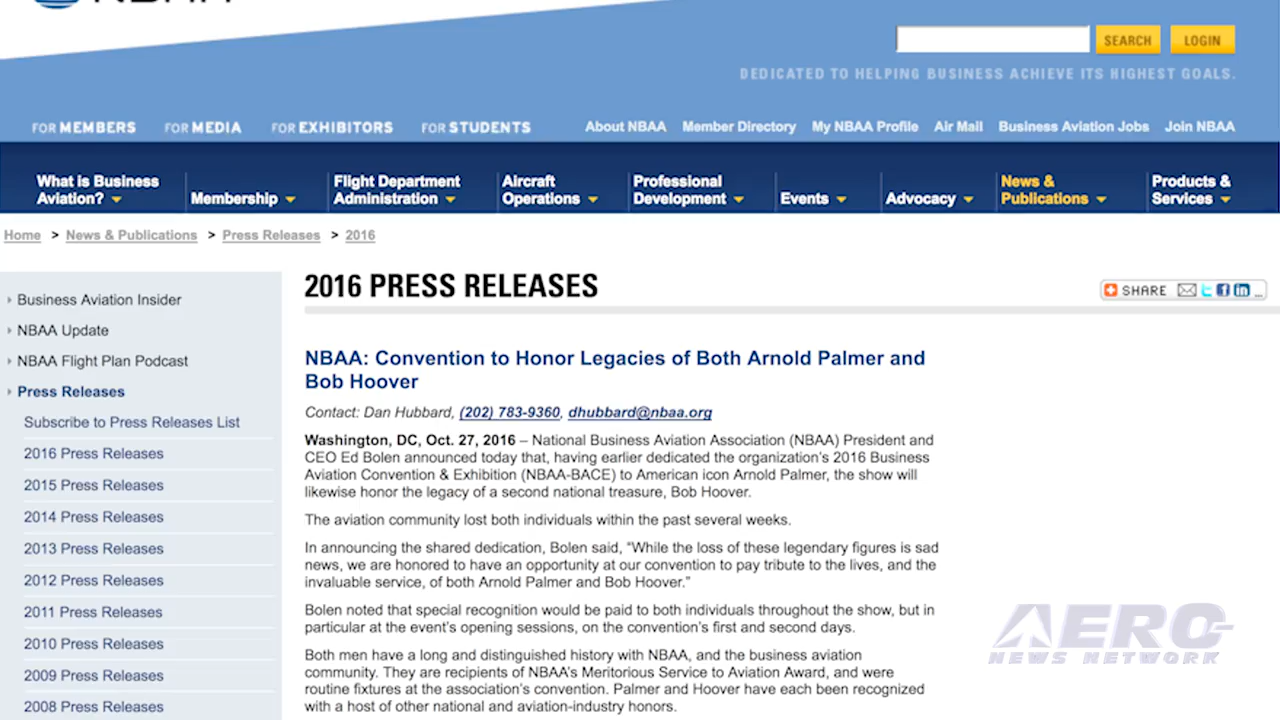 NBAA
SEARCH
LOGIN
DEDICATED TO HELPING BUSINESS ACHIEVE ITS HIGHEST GOALS.
FOR MEMBERS
FOR MEDIA
FOR EXHIBITORS
FOR STUDENTS
About NBAA
Member Directory
My NBAA Profile
Air Mail
Business Aviation Jobs
Join NBAA
What is Business
Aviation?
Membership
Flight Department
Administration
Aircraft
Operations
Professional
Development
Events
Advocacy
News &
Publications
Products &
Services
Home > News & Publications > Press Releases > 2016
Business Aviation Insider
NBAA Update
NBAA Flight Plan Podcast
Press Releases
Subscribe to Press Releases List
2016 Press Releases
2015 Press Releases
2014 Press Releases
2013 Press Releases
2012 Press Releases
2011 Press Releases
2010 Press Releases
2009 Press Releases
2008 Press Releases
2016 PRESS RELEASES
SHARE
NBAA: Convention to Honor Legacies of Both Arnold Palmer and
Bob Hoover
Contact: Dan Hubbard, (202) 783-9360, dhubbard@nbaa.org
Washington, DC, Oct. 27, 2016 – National Business Aviation Association (NBAA) President and
CEO Ed Bolen announced today that, having earlier dedicated the organization's 2016 Business
Aviation Convention & Exhibition (NBAA-BACE) to American icon Arnold Palmer, the show will
likewise honor the legacy of a second national treasure, Bob Hoover.
The aviation community lost both individuals within the past several weeks.
In announcing the shared dedication, Bolen said, "While the loss of these legendary figures is sad
news, we are honored to have an opportunity at our convention to pay tribute to the lives, and the
invaluable service, of both Arnold Palmer and Bob Hoover."
Bolen noted that special recognition would be paid to both individuals throughout the show, but in
particular at the event's opening sessions, on the convention's first and second days.
Both men have a long and distinguished history with NBAA, and the business aviation
community. They are recipients of NBAA's Meritorious Service to Aviation Award, and were
routine fixtures at the association's convention. Palmer and Hoover have each been recognized
with a host of other national and aviation-industry honors.
AERO
NEWS NETWORK